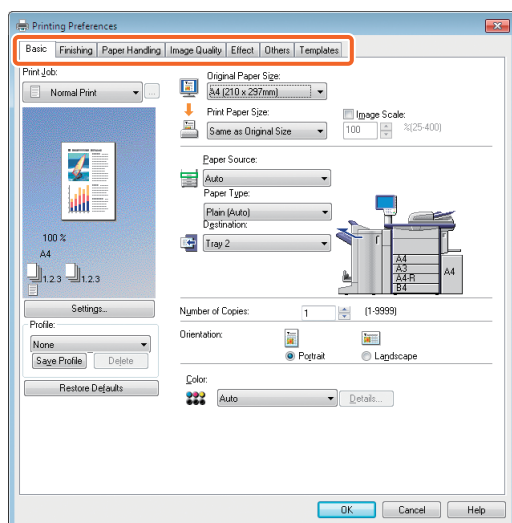 Printing Preferences
Basic Finishing Paper Handling Image Quality Effect Others Templates
Print Job:
Normal Print
...
100 %
A4
1.2.3 1.2.3
Settings...
Profile:
None
Save Profile Delete
Restore Defaults
Original Paper Size:
A4 (210 x 297mm)
Print Paper Size:
Same as Original Size
Image Scale:
100 %(25-400)
Paper Source:
Auto
Paper Type:
Plain (Auto)
Destination:
Tray 2
A4
A3
A4-R
B4
A4
Number of Copies: 1 (1-9999)
Orientation:
Portrait Landscape
Color:
Auto Details...
OK Cancel Help